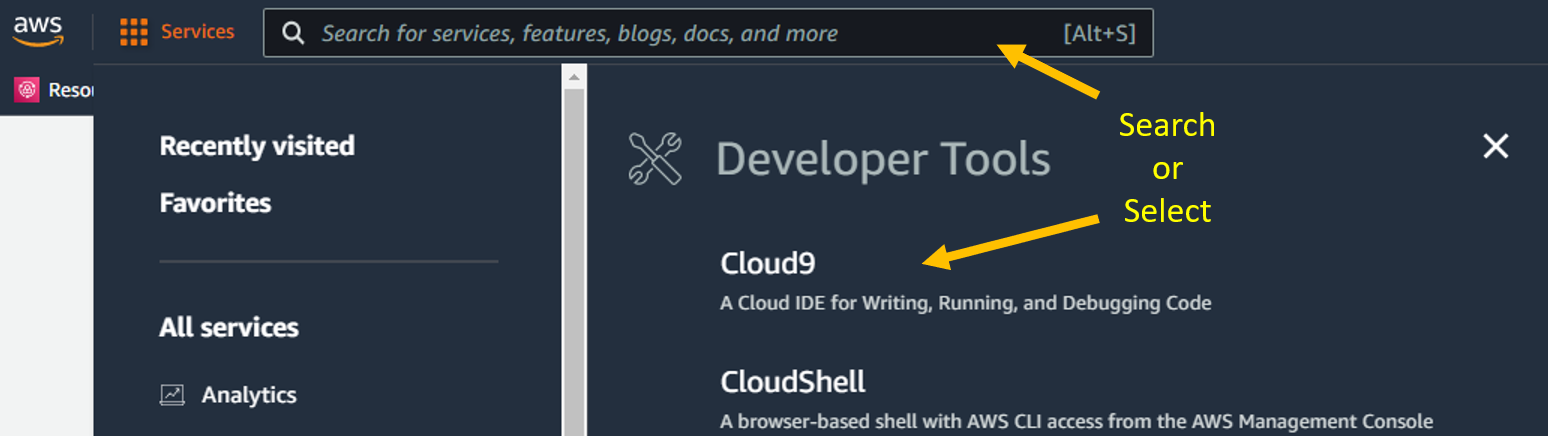 aws
Services
Search for services, features, blogs, docs, and more
[Alt+S]
Resou
Recently visited
Favorites
All services
Analytics
Developer Tools
Cloud9
A Cloud IDE for Writing, Running, and Debugging Code
CloudShell
A browser-based shell with AWS CLI access from the AWS Management Console
Search
or
Select